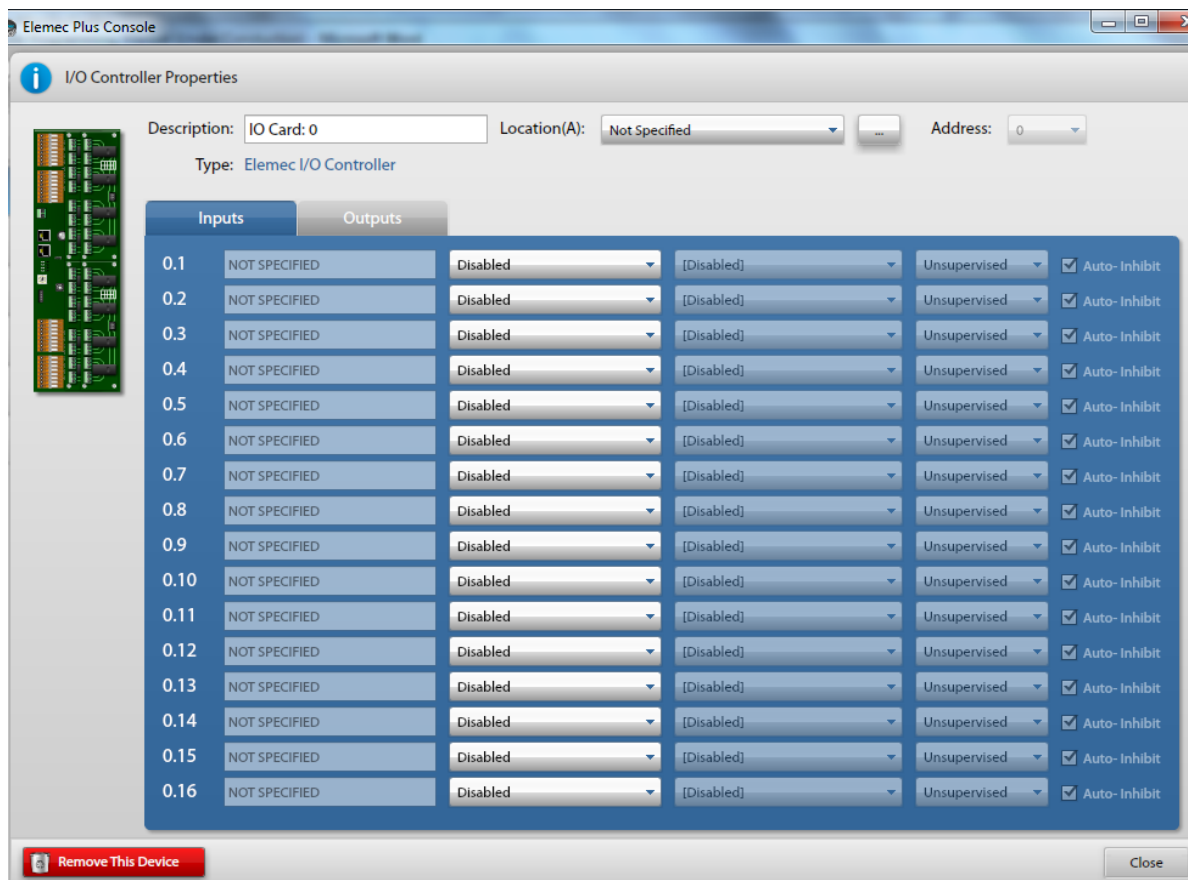 Elemec Plus Console
I/O Controller Properties
Description: IO Card: 0 Location(A): Not Specified ... Address: 0
Type: Elemec I/O Controller
Inputs Outputs
0.1 NOT SPECIFIED Disabled [Disabled] Unsupervised Auto- Inhibit
0.2 NOT SPECIFIED Disabled [Disabled] Unsupervised Auto- Inhibit
0.3 NOT SPECIFIED Disabled [Disabled] Unsupervised Auto- Inhibit
0.4 NOT SPECIFIED Disabled [Disabled] Unsupervised Auto- Inhibit
0.5 NOT SPECIFIED Disabled [Disabled] Unsupervised Auto- Inhibit
0.6 NOT SPECIFIED Disabled [Disabled] Unsupervised Auto- Inhibit
0.7 NOT SPECIFIED Disabled [Disabled] Unsupervised Auto- Inhibit
0.8 NOT SPECIFIED Disabled [Disabled] Unsupervised Auto- Inhibit
0.9 NOT SPECIFIED Disabled [Disabled] Unsupervised Auto- Inhibit
0.10 NOT SPECIFIED Disabled [Disabled] Unsupervised Auto- Inhibit
0.11 NOT SPECIFIED Disabled [Disabled] Unsupervised Auto- Inhibit
0.12 NOT SPECIFIED Disabled [Disabled] Unsupervised Auto- Inhibit
0.13 NOT SPECIFIED Disabled [Disabled] Unsupervised Auto- Inhibit
0.14 NOT SPECIFIED Disabled [Disabled] Unsupervised Auto- Inhibit
0.15 NOT SPECIFIED Disabled [Disabled] Unsupervised Auto- Inhibit
0.16 NOT SPECIFIED Disabled [Disabled] Unsupervised Auto- Inhibit
Remove This Device Close